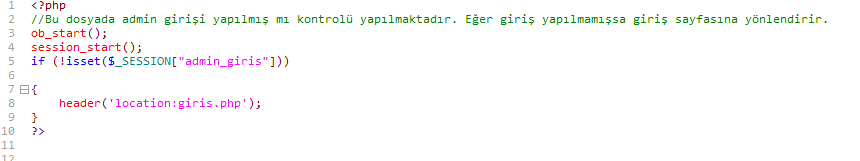 1 <?php
2 //Bu dosyada admin girişi yapılmış mı kontrolü yapılmaktadır. Eğer giriş yapılmamışsa giriş sayfasına yönlendirir.
3 ob_start();
4 session_start();
5 if (!isset($_SESSION["admin_giris"]))
6
7 {
8 header('location:giris.php');
9 }
10 ?>
11
12